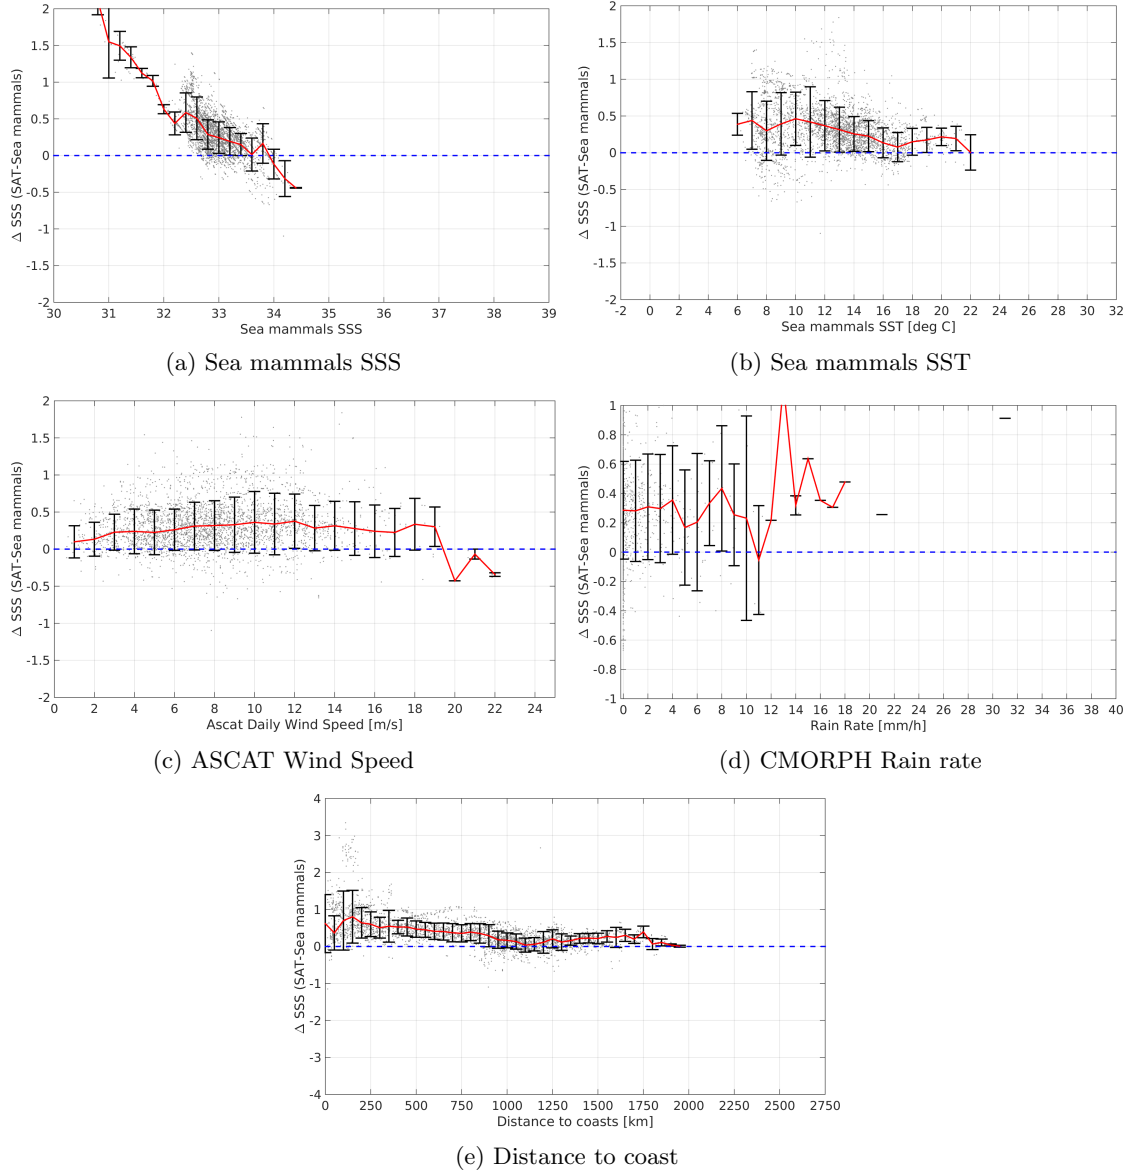 2
1.5
1
0.5
0
-0.5
-1
-1.5
-2
Δ SSS (SAT-Sea mammals)
30 31 32 33 34 35 36 37 38 39
Sea mammals SSS
(a) Sea mammals SSS
2
1.5
1
0.5
0
-0.5
-1
-1.5
-2
Δ SSS (SAT-Sea mammals)
-2 0 2 4 6 8 10 12 14 16 18 20 22 24 26 28 30 32
Sea mammals SST [deg C]
(b) Sea mammals SST
2
1.5
1
0.5
0
-0.5
-1
-1.5
-2
Δ SSS (SAT-Sea mammals)
0 2 4 6 8 10 12 14 16 18 20 22 24
Ascat Daily Wind Speed [m/s]
(c) ASCAT Wind Speed
1
0.8
0.6
0.4
0.2
0
-0.2
-0.4
-0.6
-0.8
-1
Δ SSS (SAT-Sea mammals)
0 2 4 6 8 10 12 14 16 18 20 22 24 26 28 30 32 34 36 38 40
Rain Rate [mm/h]
(d) CMORPH Rain rate
4
3
2
1
0
-1
-2
-3
-4
Δ SSS (SAT-Sea mammals)
0 250 500 750 1000 1250 1500 1750 2000 2250 2500 2750
Distance to coasts [km]
(e) Distance to coast